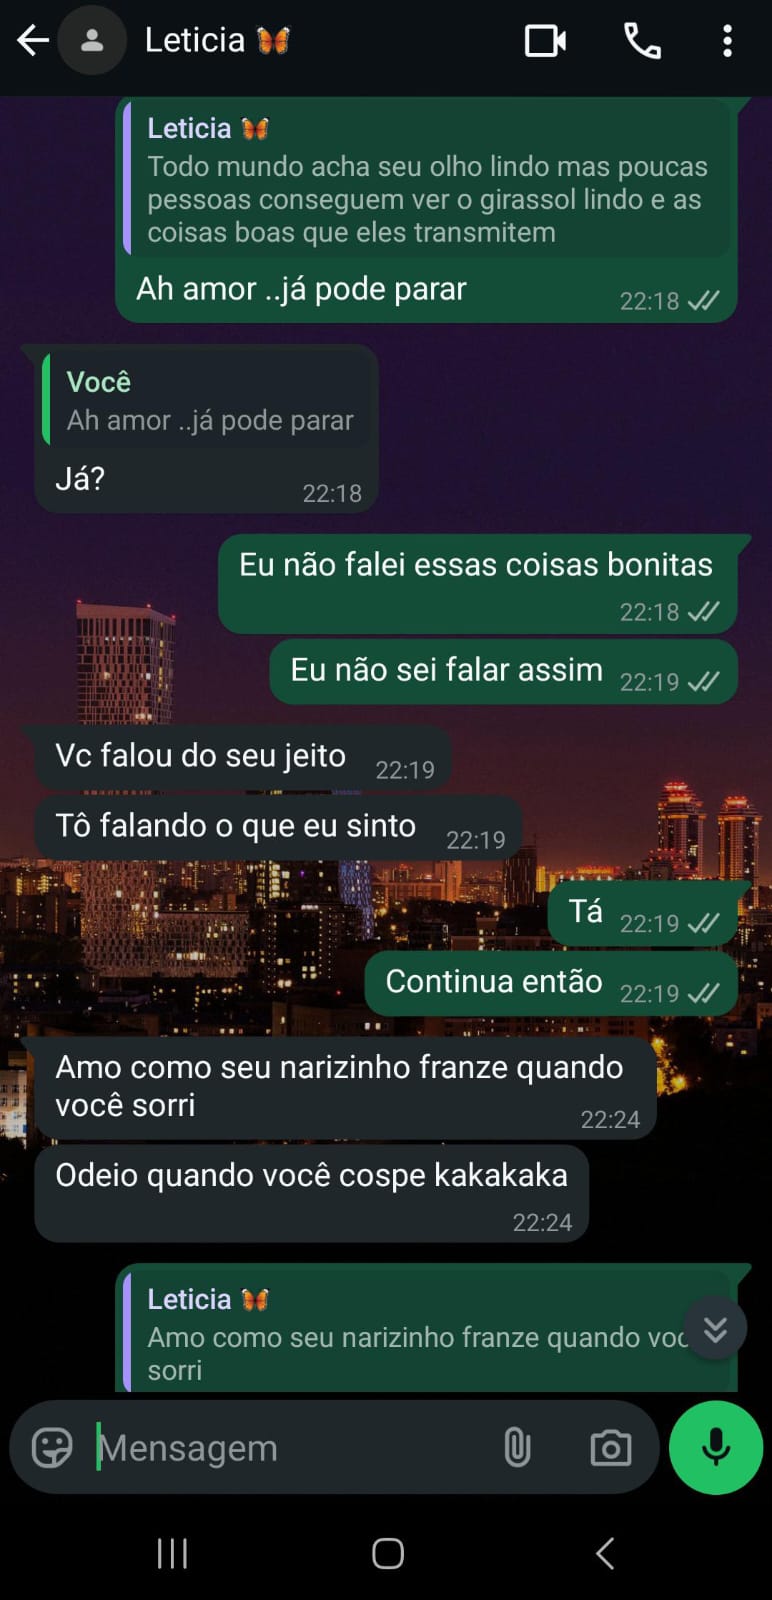 Leticia 🦋
Leticia 🦋
Todo mundo acha seu olho lindo mas poucas
pessoas conseguem ver o girassol lindo e as
coisas boas que eles transmitem
Ah amor ..já pode parar
22:18
Você
Ah amor ..já pode parar
Já?
22:18
Eu não falei essas coisas bonitas
22:18
Eu não sei falar assim 22:19
Vc falou do seu jeito 22:19
Tô falando o que eu sinto 22:19
Tá 22:19
Continua então 22:19
Amo como seu narizinho franze quando
você sorri
22:24
Odeio quando você cospe kakakaka
22:24
Leticia 🦋
Amo como seu narizinho franze quando
sorri
Mensagem